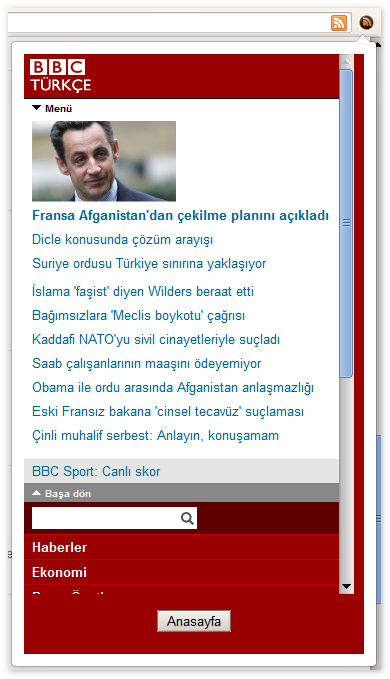 BBC
TÜRKÇE
Menü
Fransa Afganistan'dan çekilme planını açıkladı
Dicle konusunda çözüm arayışı
Suriye ordusu Türkiye sınırına yaklaşıyor
İslama 'faşist' diyen Wilders beraat etti
Bağımsızlara 'Meclis boykotu' çağrısı
Kaddafi NATO'yu sivil cinayetleriyle suçladı
Saab çalışanlarının maaşını ödeyemiyor
Obama ile ordu arasında Afganistan anlaşmazlığı
Eski Fransız bakana 'cinsel tecavüz' suçlaması
Çinli muhalif serbest: Anlayın, konuşamam
BBC Sport: Canlı skor
Başa dön
Haberler
Ekonomi
Anasayfa